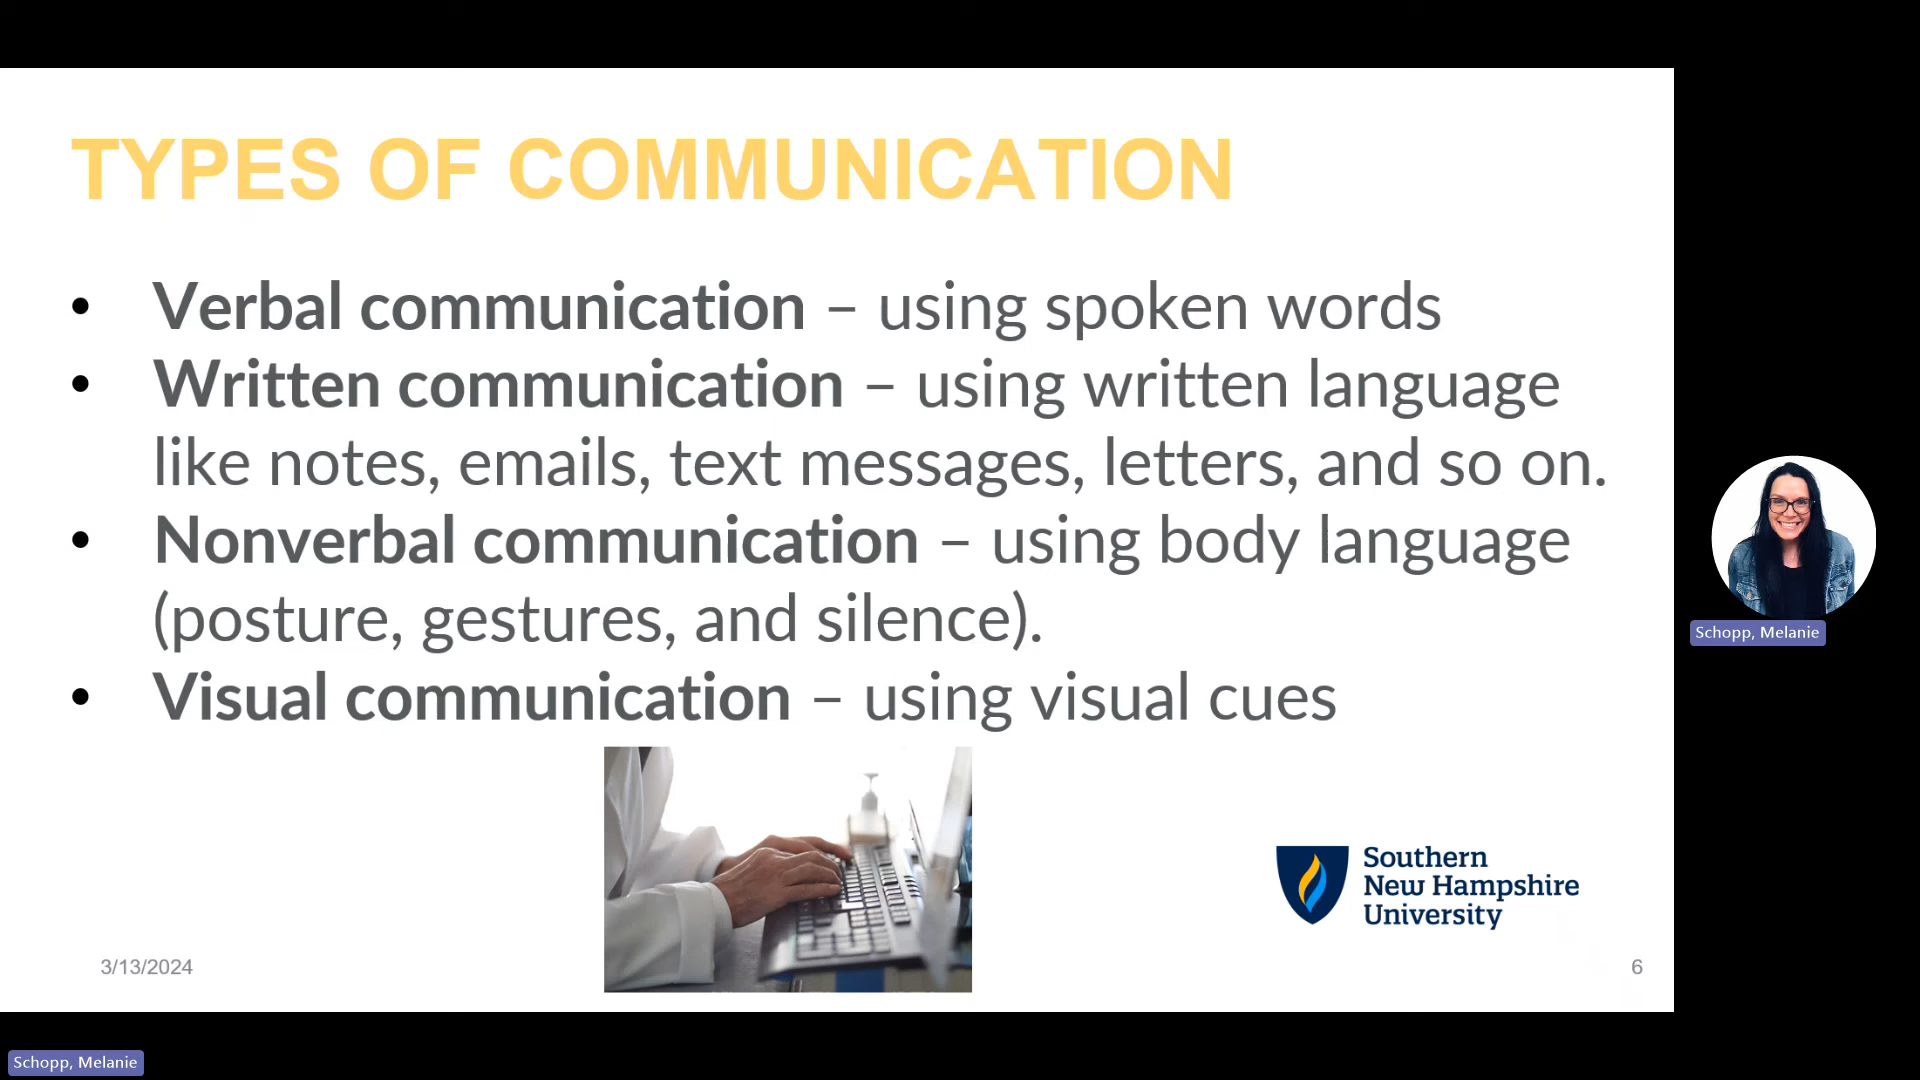 TYPES OF COMMUNICATION
• Verbal communication – using spoken words
• Written communication – using written language
like notes, emails, text messages, letters, and so on.
• Nonverbal communication – using body language
(posture, gestures, and silence).
• Visual communication – using visual cues
Southern
New Hampshire
University
3/13/2024
6
Schopp, Melanie
Schopp, Melanie